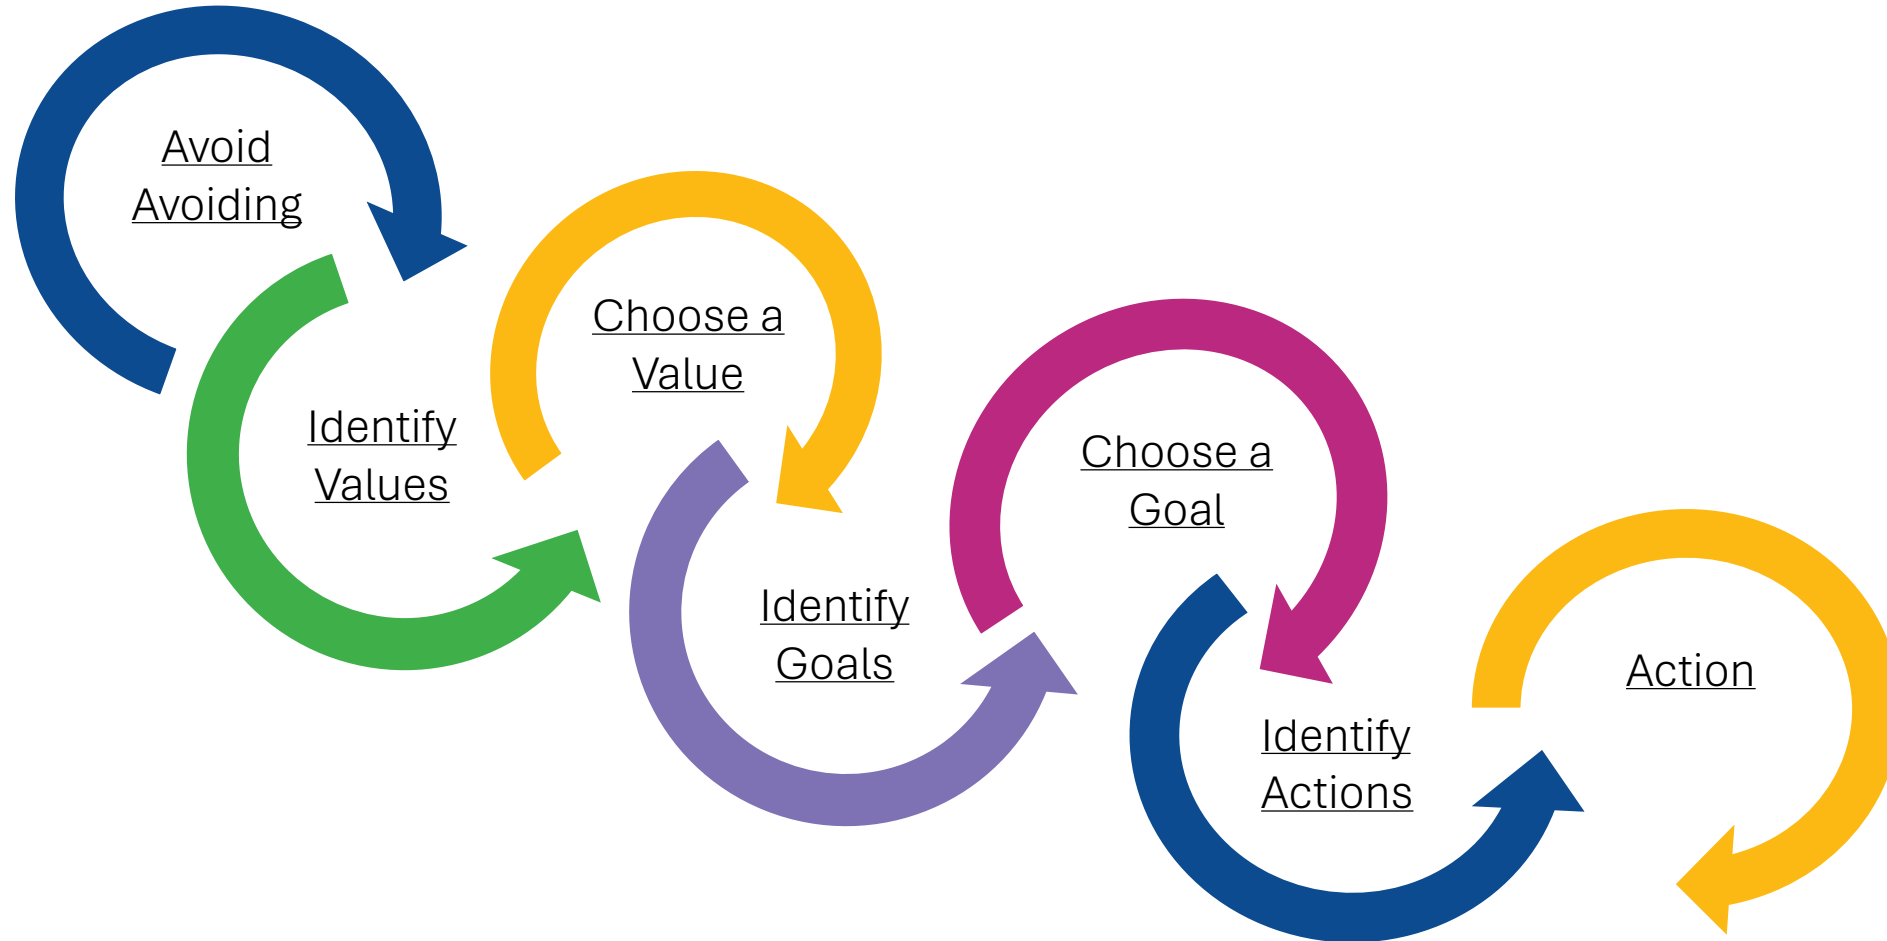 Avoid
Avoiding
Identify
Values
Choose a
Value
Identify
Goals
Choose a
Goal
Identify
Actions
Action